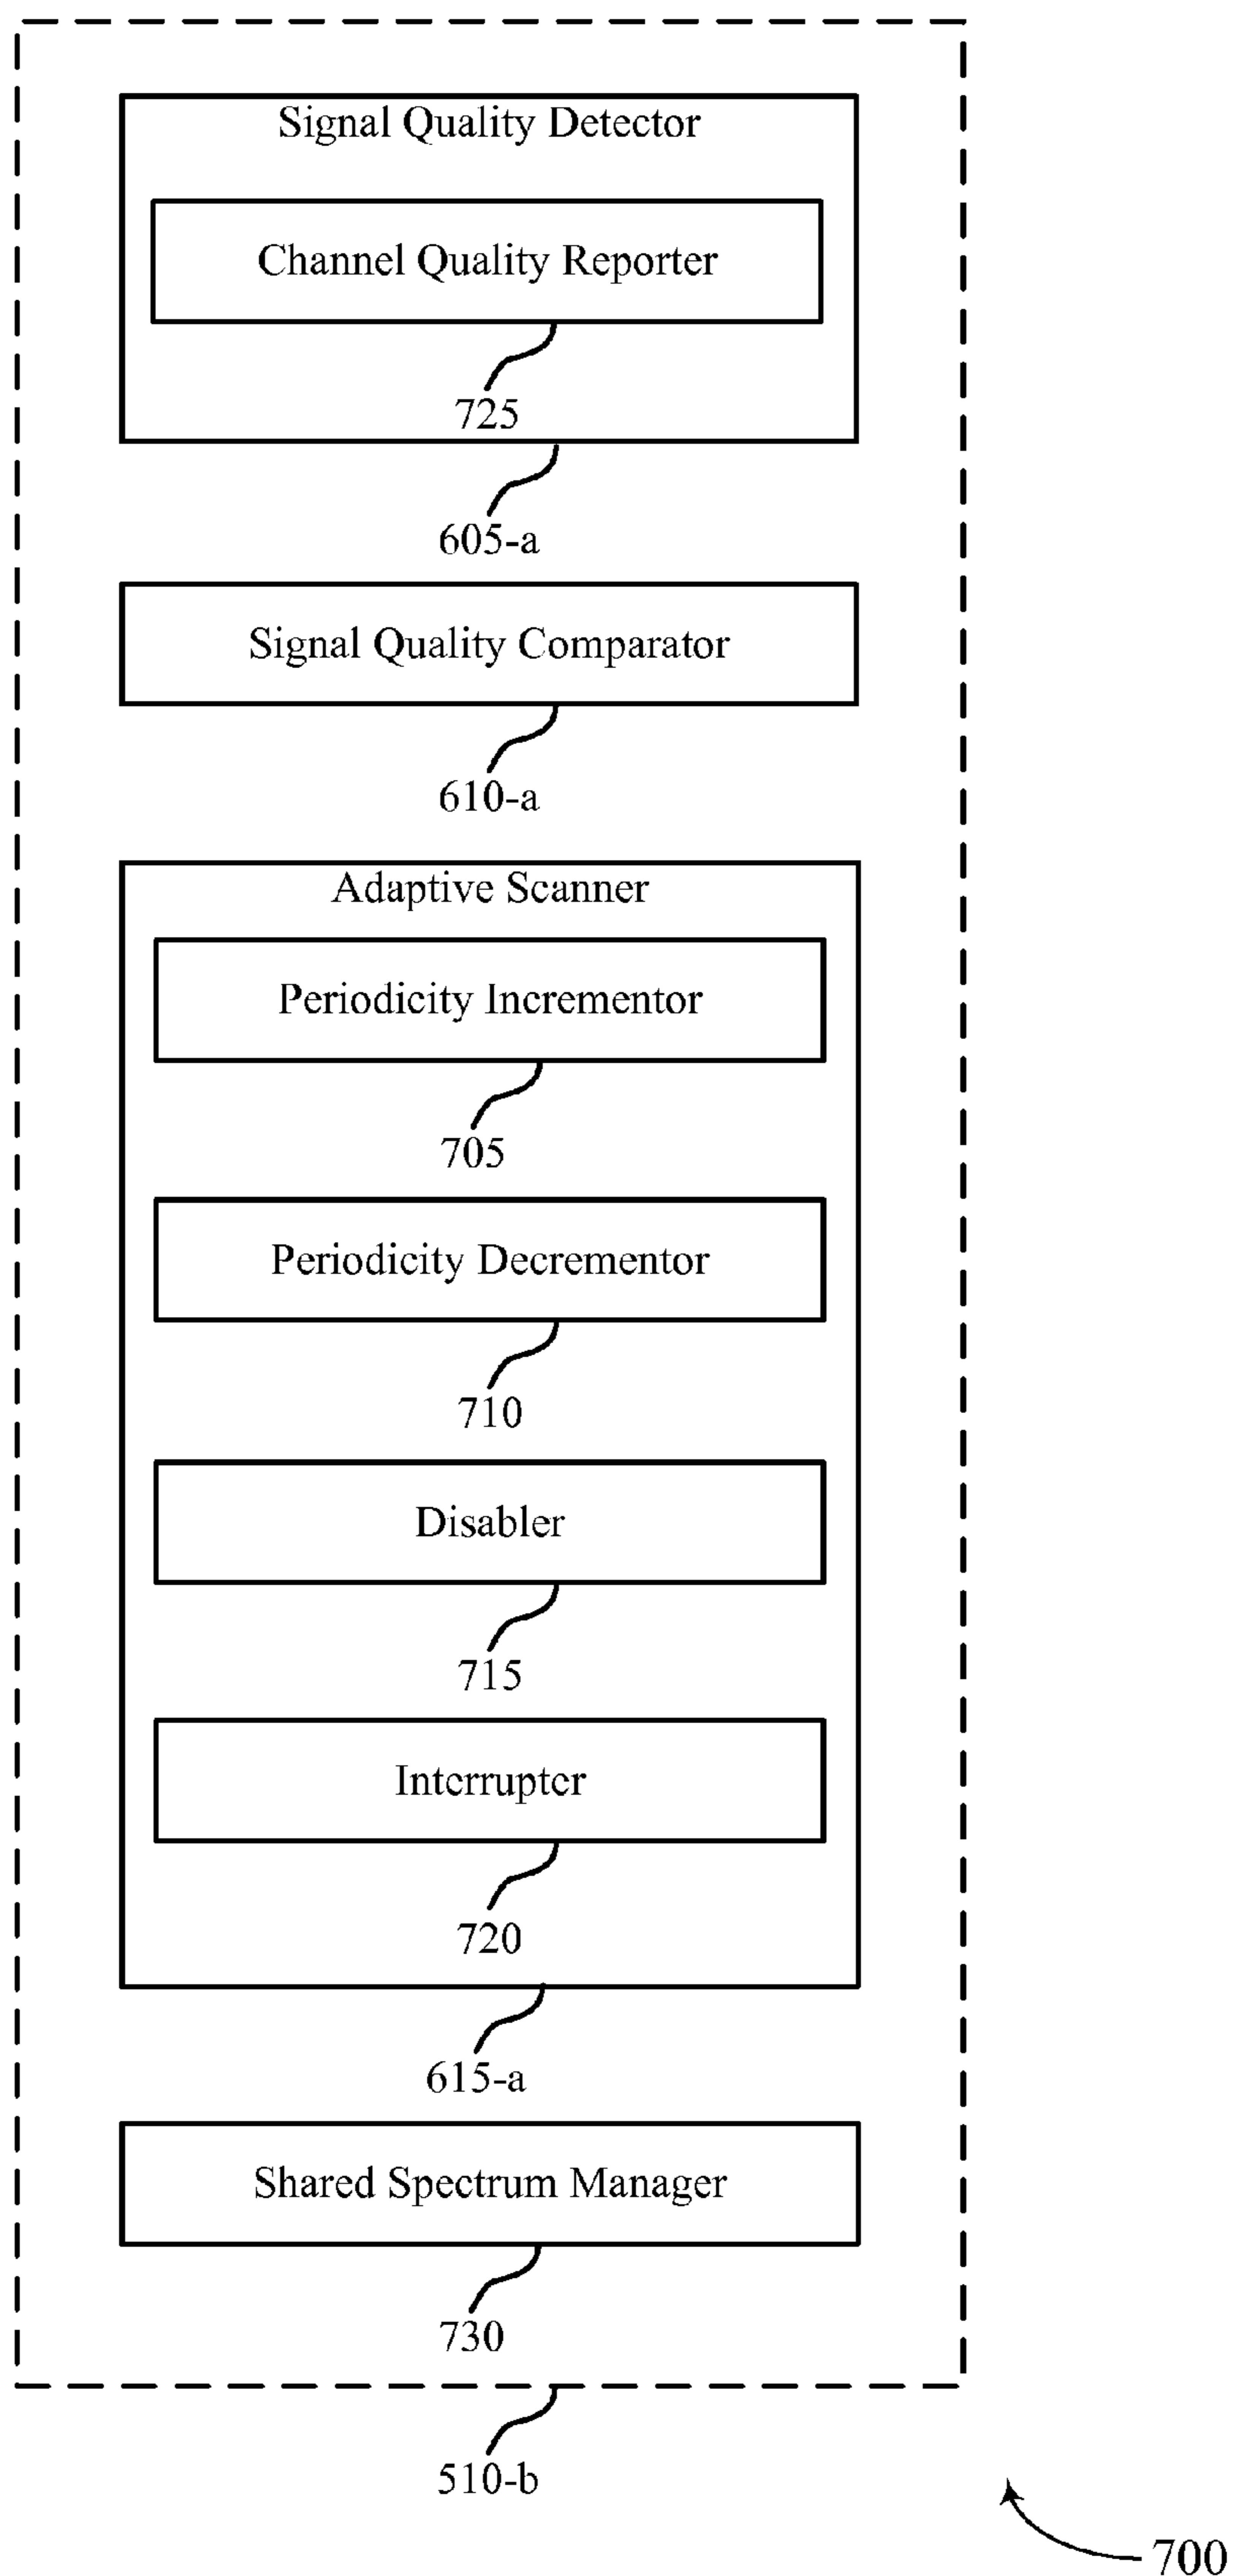 Signal Quality Detector
Channel Quality Reporter
725
605-a
Signal Quality Comparator
610-a
Adaptive Scanner
Periodicity Incrementor
705
Periodicity Decrementor
710
Disabler
715
Interrupter
720
615-a
Shared Spectrum Manager
730
510-b
700